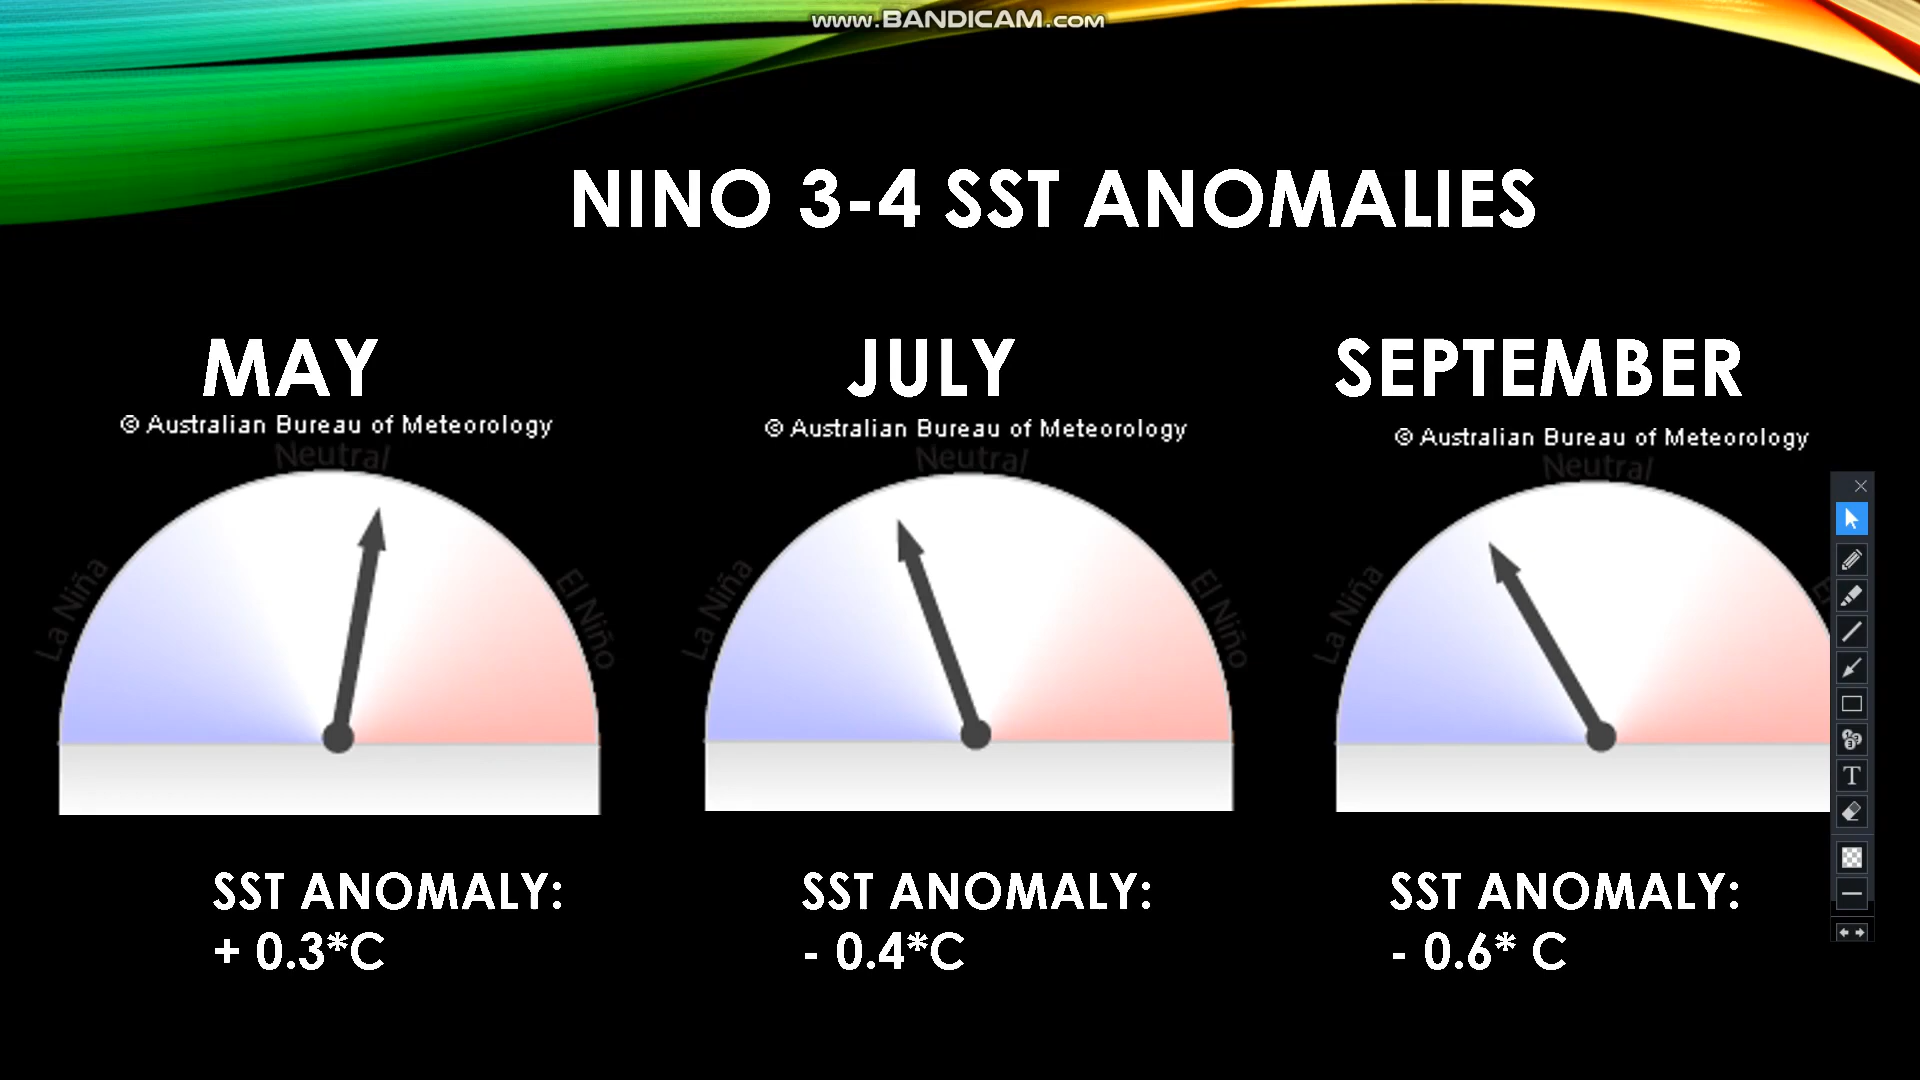 www.BANDICAM.com
NINO 3-4 SST ANOMALIES
MAY
© Australian Bureau of Meteorology
Neutral
La Niña
El Niño
SST ANOMALY:
+ 0.3*C
JULY
© Australian Bureau of Meteorology
Neutral
La Niña
El Niño
SST ANOMALY:
- 0.4*C
SEPTEMBER
© Australian Bureau of Meteorology
Neutral
La Niña
SST ANOMALY:
- 0.6* C
T